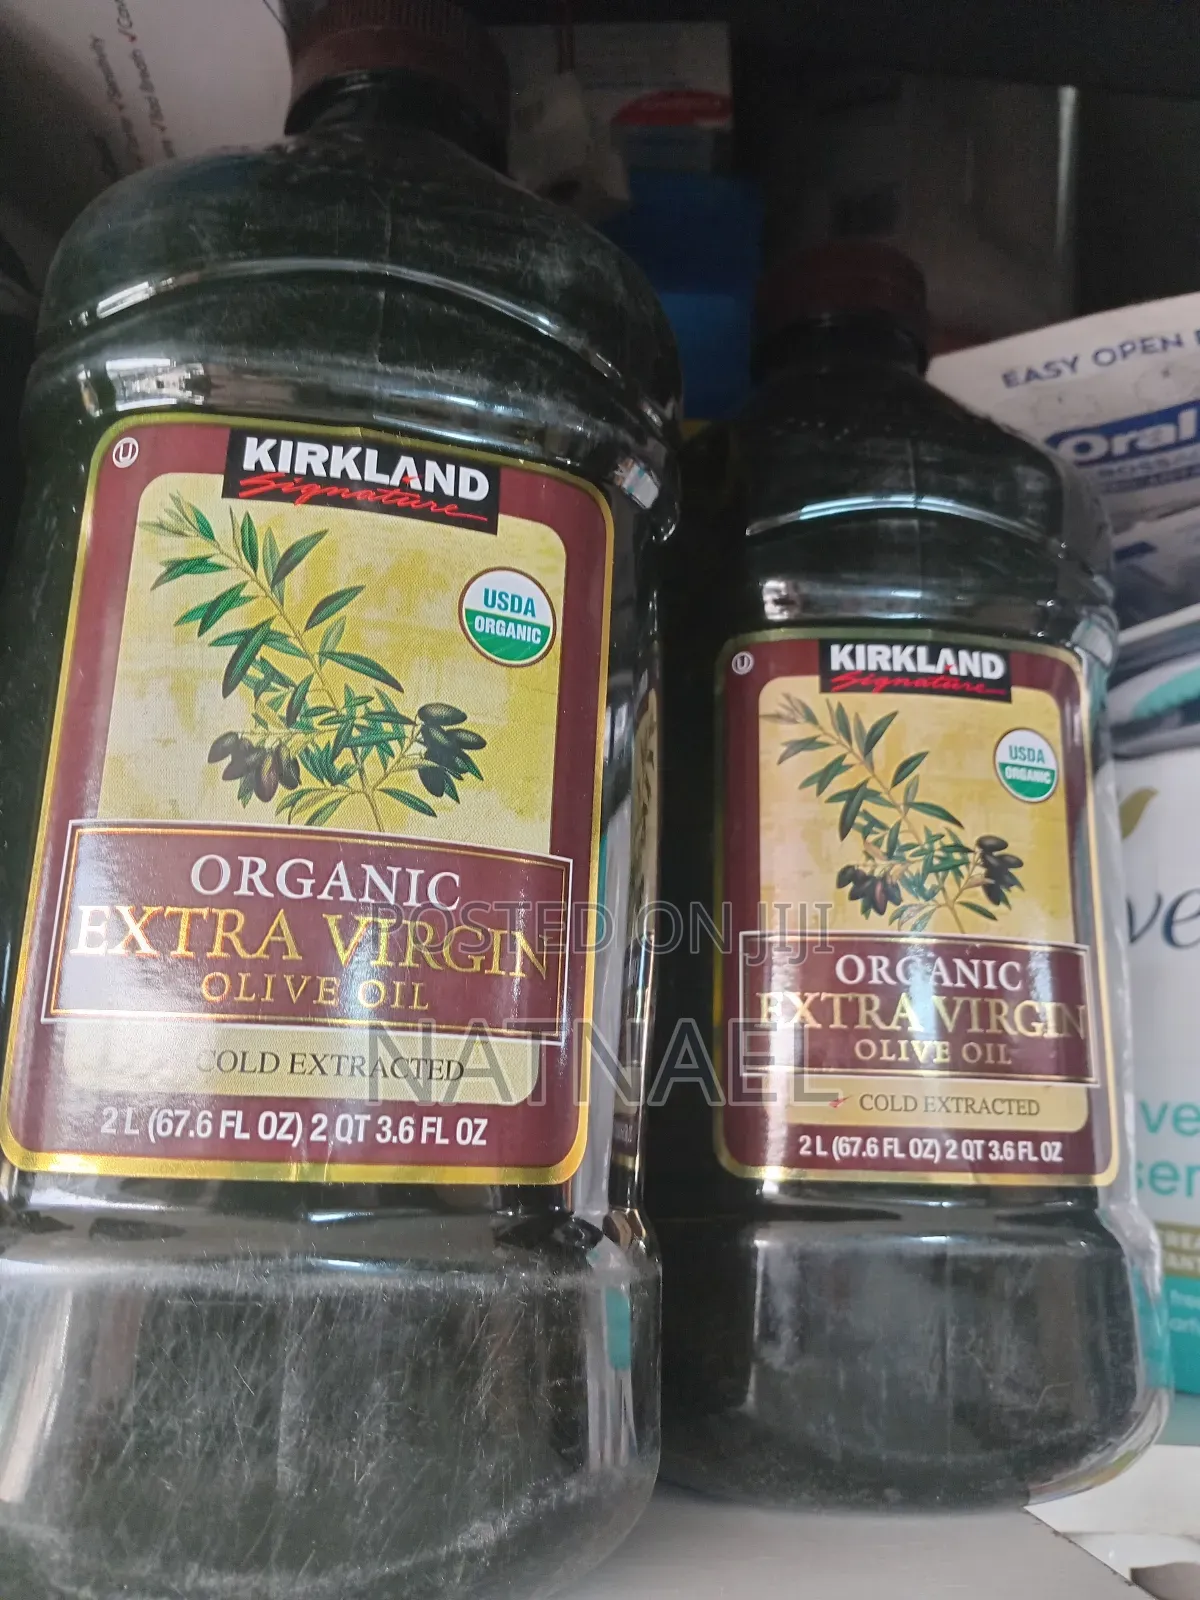 U
KIRKLAND
Signature
USDA
ORGANIC
ORGANIC
EXTRA VIRGIN
OLIVE OIL
COLD EXTRACTED
2 L (67.6 FL OZ) 2 QT 3.6 FL OZ
U
KIRKLAND
Signature
USDA
ORGANIC
ORGANIC
EXTRA VIRGIN
OLIVE OIL
COLD EXTRACTED
2 L (67.6 FL OZ) 2 QT 3.6 FL OZ
EASY OPEN
Oral
POSTED ON JIJI
NATNAEL